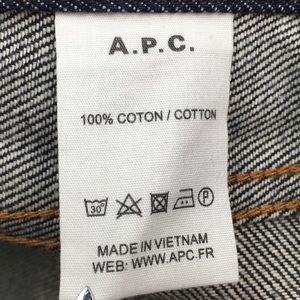 A.P.C.
100% COTON / COTTON
30° P
MADE IN VIETNAM
WEB: WWW.APC.FR